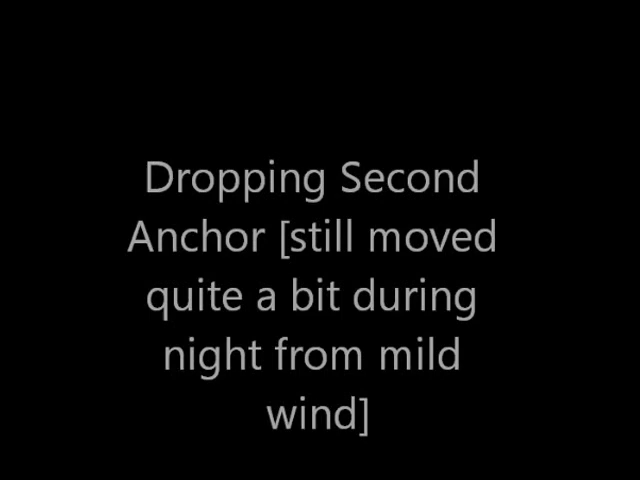 Dropping Second
Anchor [still moved
quite a bit during
night from mild
wind]